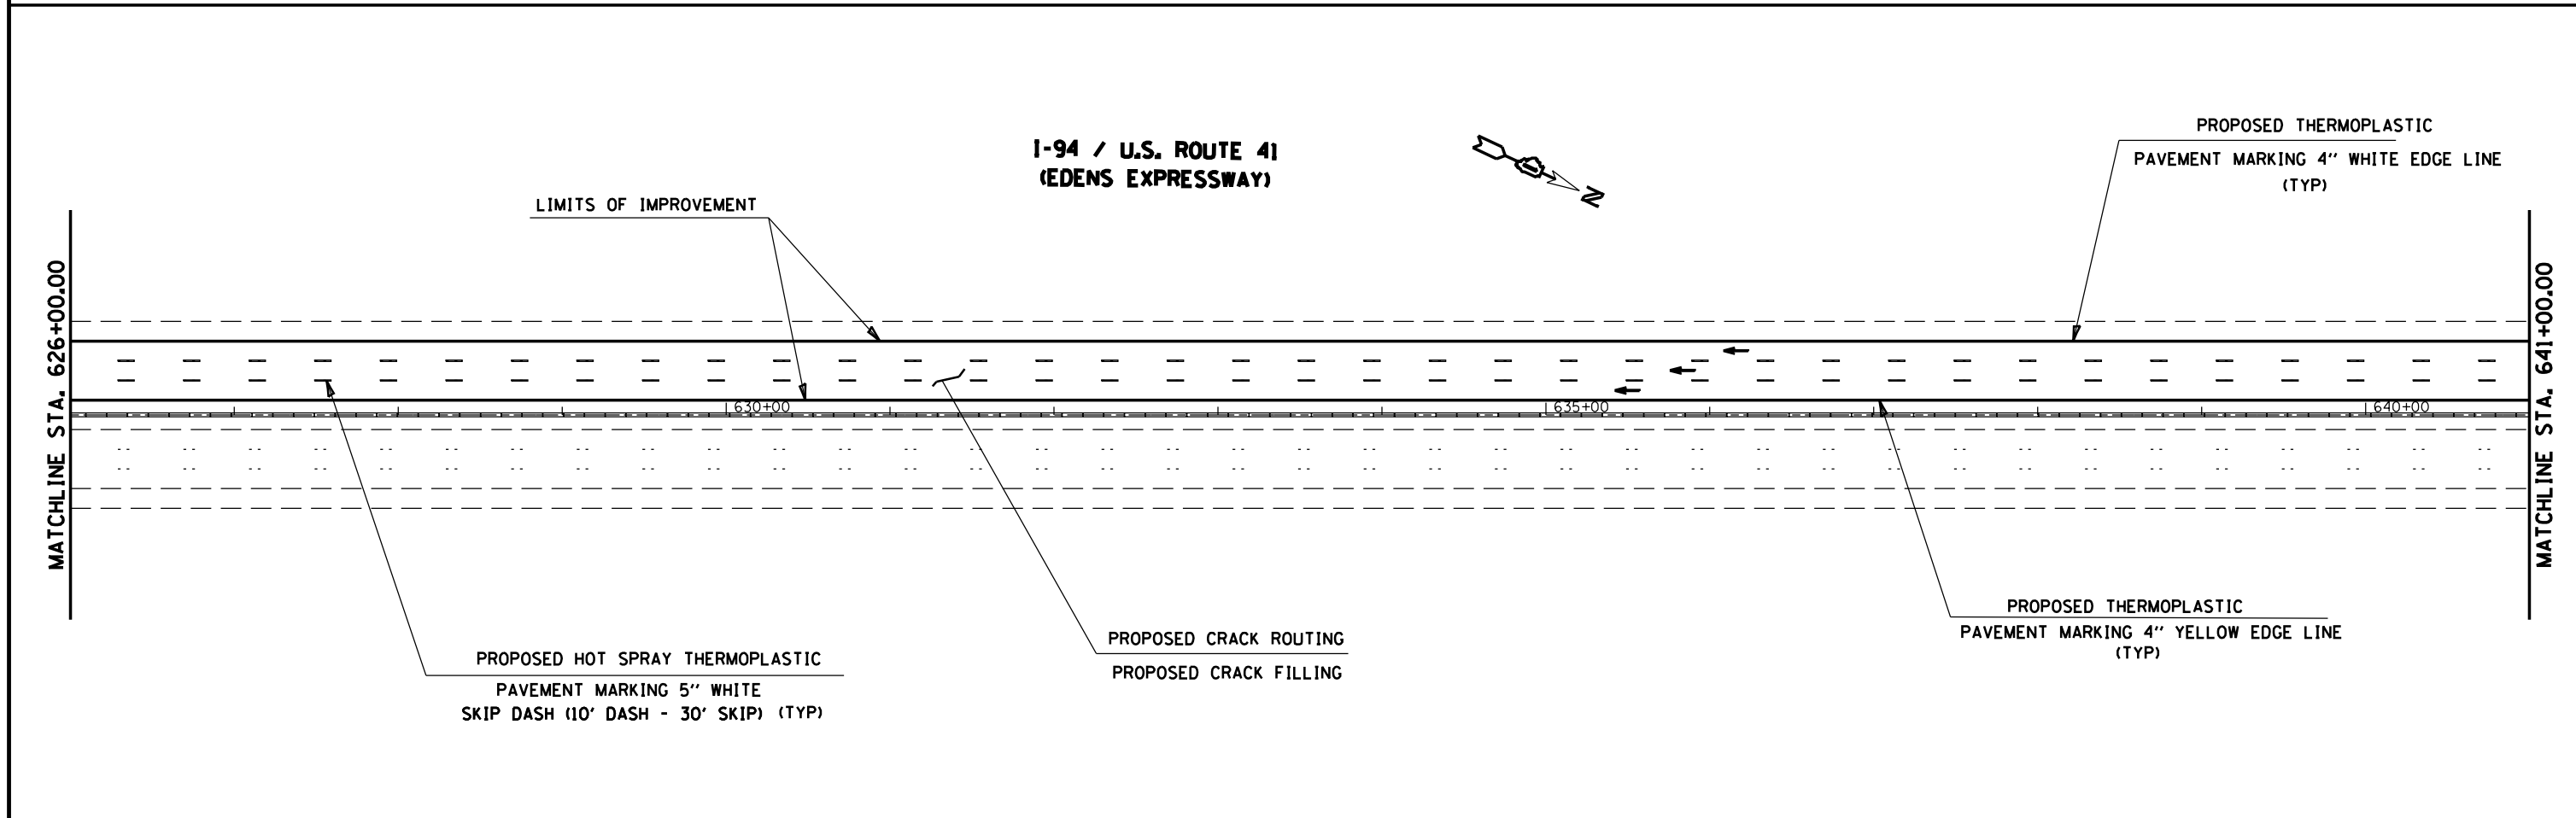 I-94 / U.S. ROUTE 41
(EDENS EXPRESSWAY)
N
PROPOSED THERMOPLASTIC
PAVEMENT MARKING 4" WHITE EDGE LINE
(TYP)
LIMITS OF IMPROVEMENT
MATCHLINE STA. 626+00.00
MATCHLINE STA. 641+00.00
630+00
635+00
640+00
PROPOSED HOT SPRAY THERMOPLASTIC
PAVEMENT MARKING 5" WHITE
SKIP DASH (10' DASH - 30' SKIP) (TYP)
PROPOSED CRACK ROUTING
PROPOSED CRACK FILLING
PROPOSED THERMOPLASTIC
PAVEMENT MARKING 4" YELLOW EDGE LINE
(TYP)